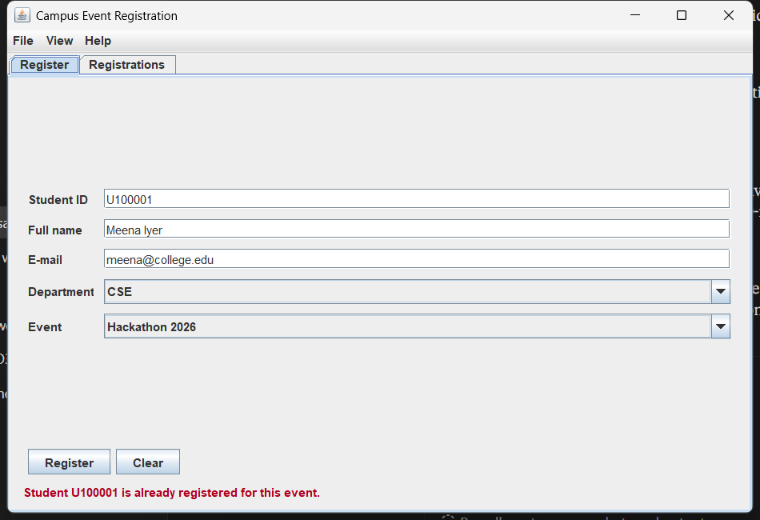 Campus Event Registration
File View Help
Register Registrations
Student ID U100001
Full name Meena Iyer
E-mail meena@college.edu
Department CSE
Event Hackathon 2026
Register Clear
Student U100001 is already registered for this event.